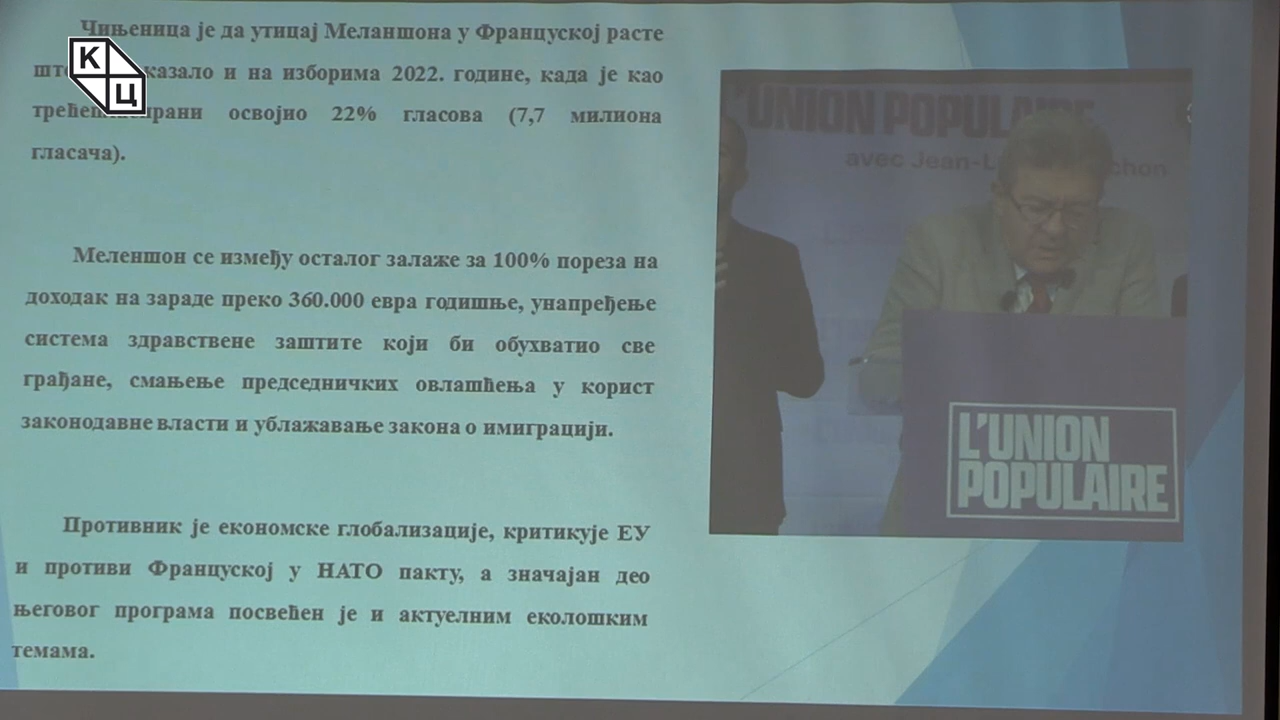 Чињеница је да утицај Меланшона у Француској расте
К
Ц
казало и на изборима 2022. године, када је као
освојно 22% гласова (7,7 милиона
гласача).
Меленшон се између осталог залаже за 100% пореза на
доходак на зараде преко 360.000 евра годишње, унапређење
система здравствене заштите који би обухватио све
грађане, смањење председничких овлашћења у корист
законодавне власти и ублажавање закона о имиграцији.
Противник је економске глобализације, критикује ЕУ
и противи Француској у НАТО пакту, а значајан део
његовог програма посвећен је и актуелним еколошким
темама.
L'UNION POPULAIRE
avec Jean-L chon
L'UNION
POPULAIRE